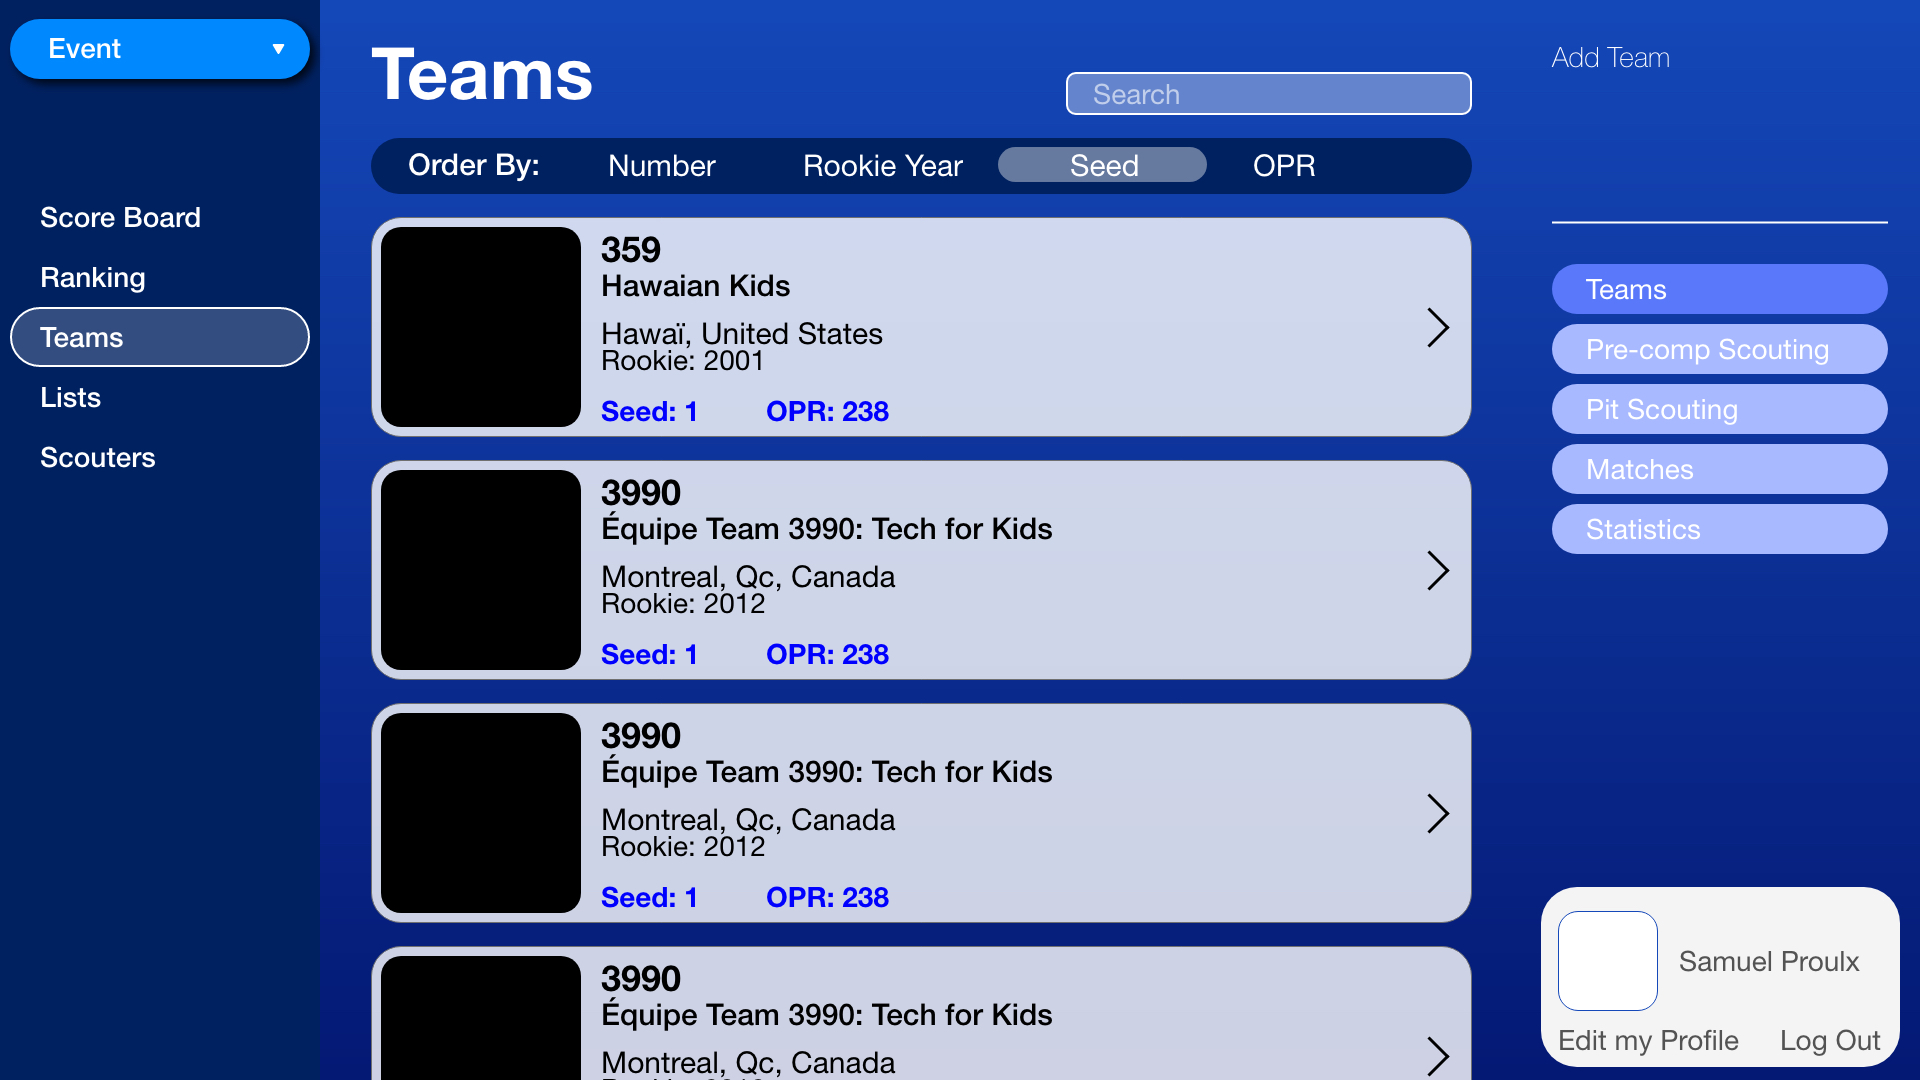 Event
Score Board
Ranking
Teams
Lists
Scouters
Teams
Search
Order By: Number Rookie Year Seed OPR
359
Hawaian Kids
Hawaï, United States
Rookie: 2001
Seed: 1 OPR: 238
3990
Équipe Team 3990: Tech for Kids
Montreal, Qc, Canada
Rookie: 2012
Seed: 1 OPR: 238
3990
Équipe Team 3990: Tech for Kids
Montreal, Qc, Canada
Rookie: 2012
Seed: 1 OPR: 238
3990
Équipe Team 3990: Tech for Kids
Montreal, Qc, Canada
Add Team
Teams
Pre-comp Scouting
Pit Scouting
Matches
Statistics
Samuel Proulx
Edit my Profile Log Out